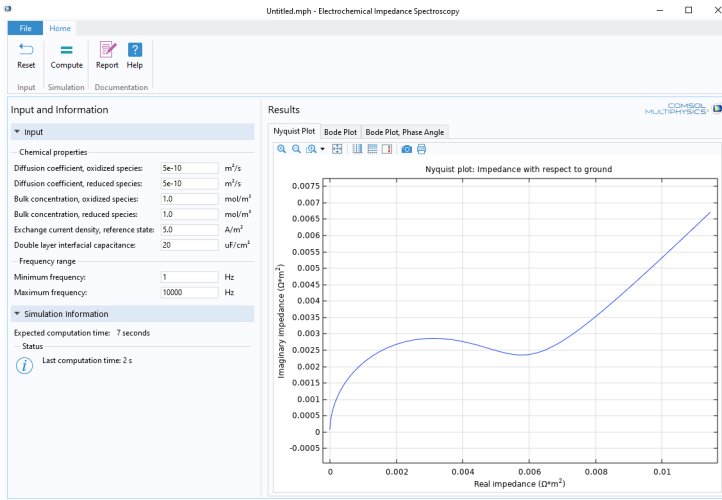 Untitled.mph - Electrochemical Impedance Spectroscopy
File Home
Reset Compute Report Help
Input Simulation Documentation
Input and Information
Input
Chemical properties
Diffusion coefficient, oxidized species: 5e-10 m²/s
Diffusion coefficient, reduced species: 5e-10 m²/s
Bulk concentration, oxidized species: 1.0 mol/m³
Bulk concentration, reduced species: 1.0 mol/m³
Exchange current density, reference state: 5.0 A/m²
Double layer interfacial capacitance: 20 uF/cm²
Frequency range
Minimum frequency: 1 Hz
Maximum frequency: 10000 Hz
Simulation Information
Expected computation time: 7 seconds
Status
Last computation time: 2 s
Results
COMSOL
MULTIPHYSICS®
Nyquist Plot Bode Plot Bode Plot, Phase Angle
Nyquist plot: Impedance with respect to ground
Imaginary impedance (Ω*m²)
0.0075
0.007
0.0065
0.006
0.0055
0.005
0.0045
0.004
0.0035
0.003
0.0025
0.002
0.0015
0.001
0.0005
0
-0.0005
0 0.002 0.004 0.006 0.008 0.01
Real impedance (Ω*m²)